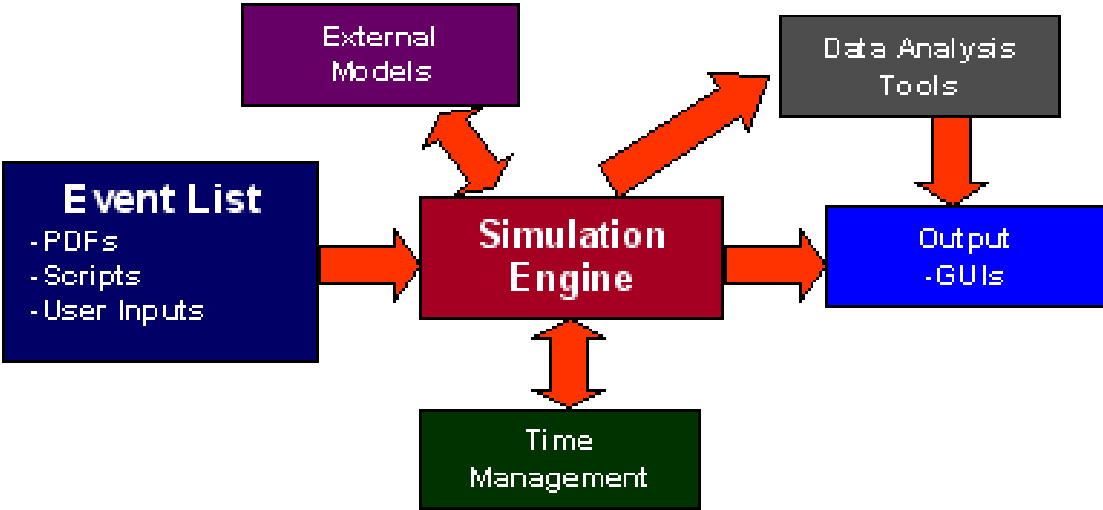 External
Models
Data Analysis
Tools
Event List
-PDFs
-Scripts
-User Inputs
Simulation
Engine
Output
-GUIs
Time
Management